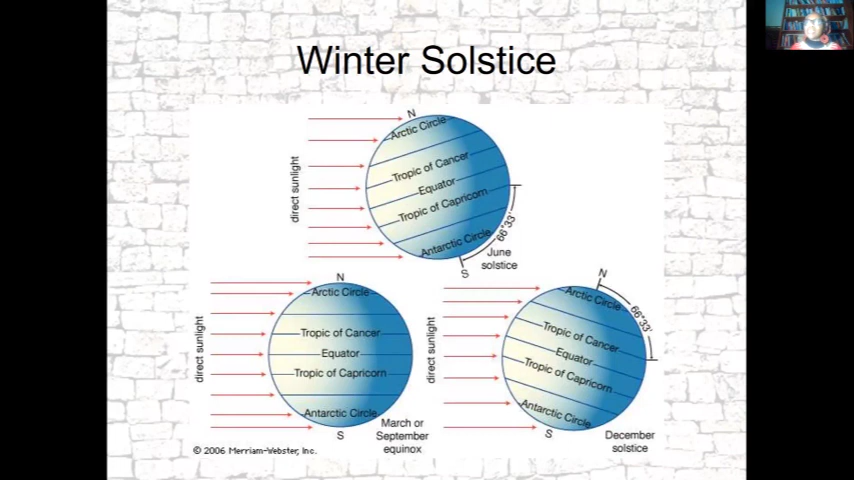 Winter Solstice
direct sunlight
N
Arctic Circle
Tropic of Cancer
Equator
Tropic of Capricorn
Antarctic Circle
S
66°33'
June
solstice
direct sunlight
N
Arctic Circle
Tropic of Cancer
Equator
Tropic of Capricorn
Antarctic Circle
S
March or
September
equinox
direct sunlight
N
Arctic Circle
66°33'
Tropic of Cancer
Equator
Tropic of Capricorn
Antarctic Circle
S
December
solstice
© 2006 Merriam-Webster, Inc.